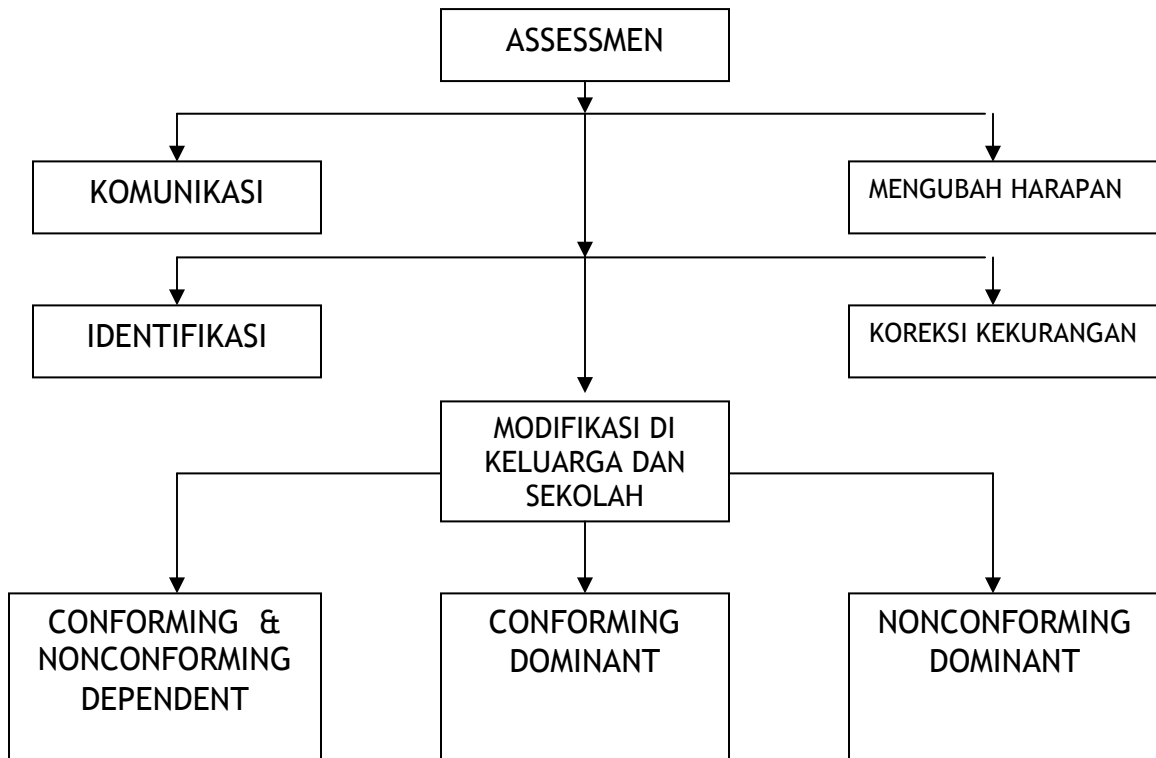 ASSESSMEN
KOMUNIKASI
MENGUBAH HARAPAN
IDENTIFIKASI
KOREKSI KEKURANGAN
MODIFIKASI DI
KELUARGA DAN
SEKOLAH
CONFORMING &
NONCONFORMING
DEPENDENT
CONFORMING
DOMINANT
NONCONFORMING
DOMINANT